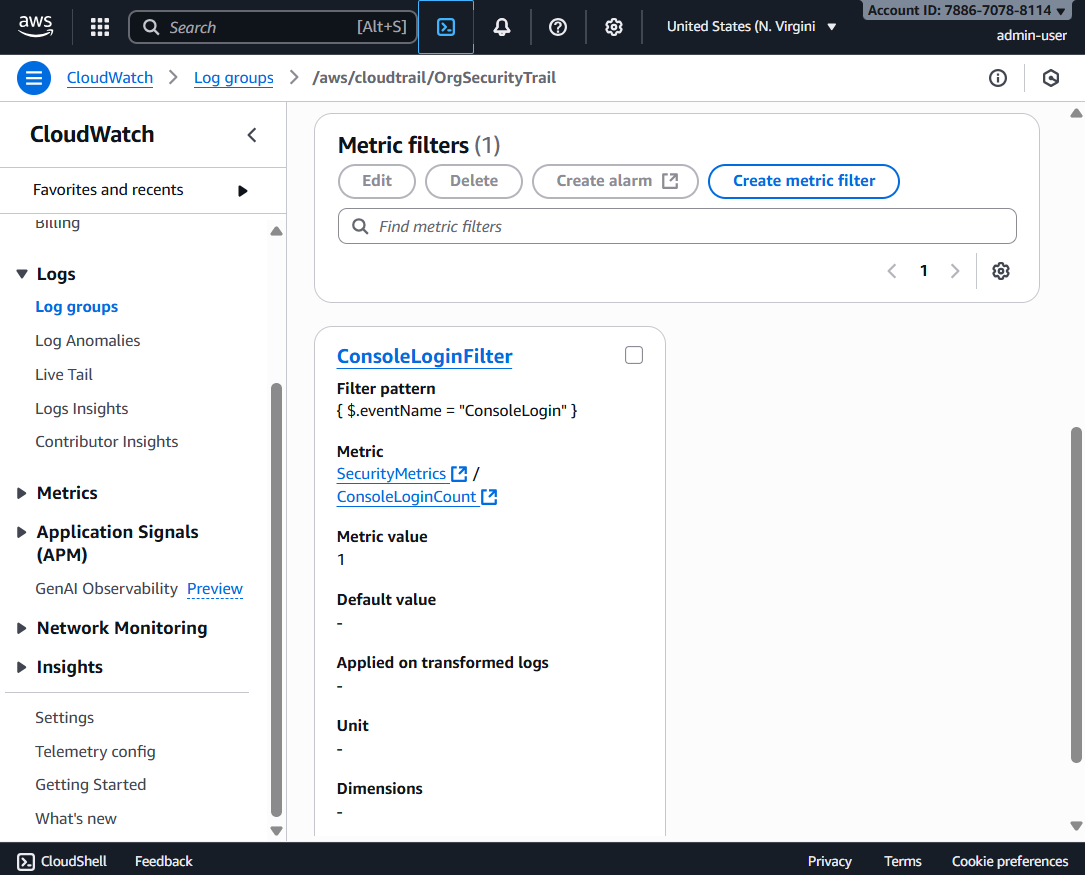 aws
Search [Alt+S]
United States (N. Virgini
Account ID: 7886-7078-8114
admin-user
CloudWatch
Log groups
/aws/cloudtrail/OrgSecurityTrail
CloudWatch
Favorites and recents
Billing
Logs
Log groups
Log Anomalies
Live Tail
Logs Insights
Contributor Insights
Metrics
Application Signals
(APM)
GenAI Observability Preview
Network Monitoring
Insights
Settings
Telemetry config
Getting Started
What's new
Metric filters (1)
Edit
Delete
Create alarm
Create metric filter
Find metric filters
1
ConsoleLoginFilter
Filter pattern
{ $.eventName = "ConsoleLogin" }
Metric
SecurityMetrics /
ConsoleLoginCount
Metric value
1
Default value
-
Applied on transformed logs
-
Unit
-
Dimensions
-
CloudShell
Feedback
Privacy
Terms
Cookie preferences